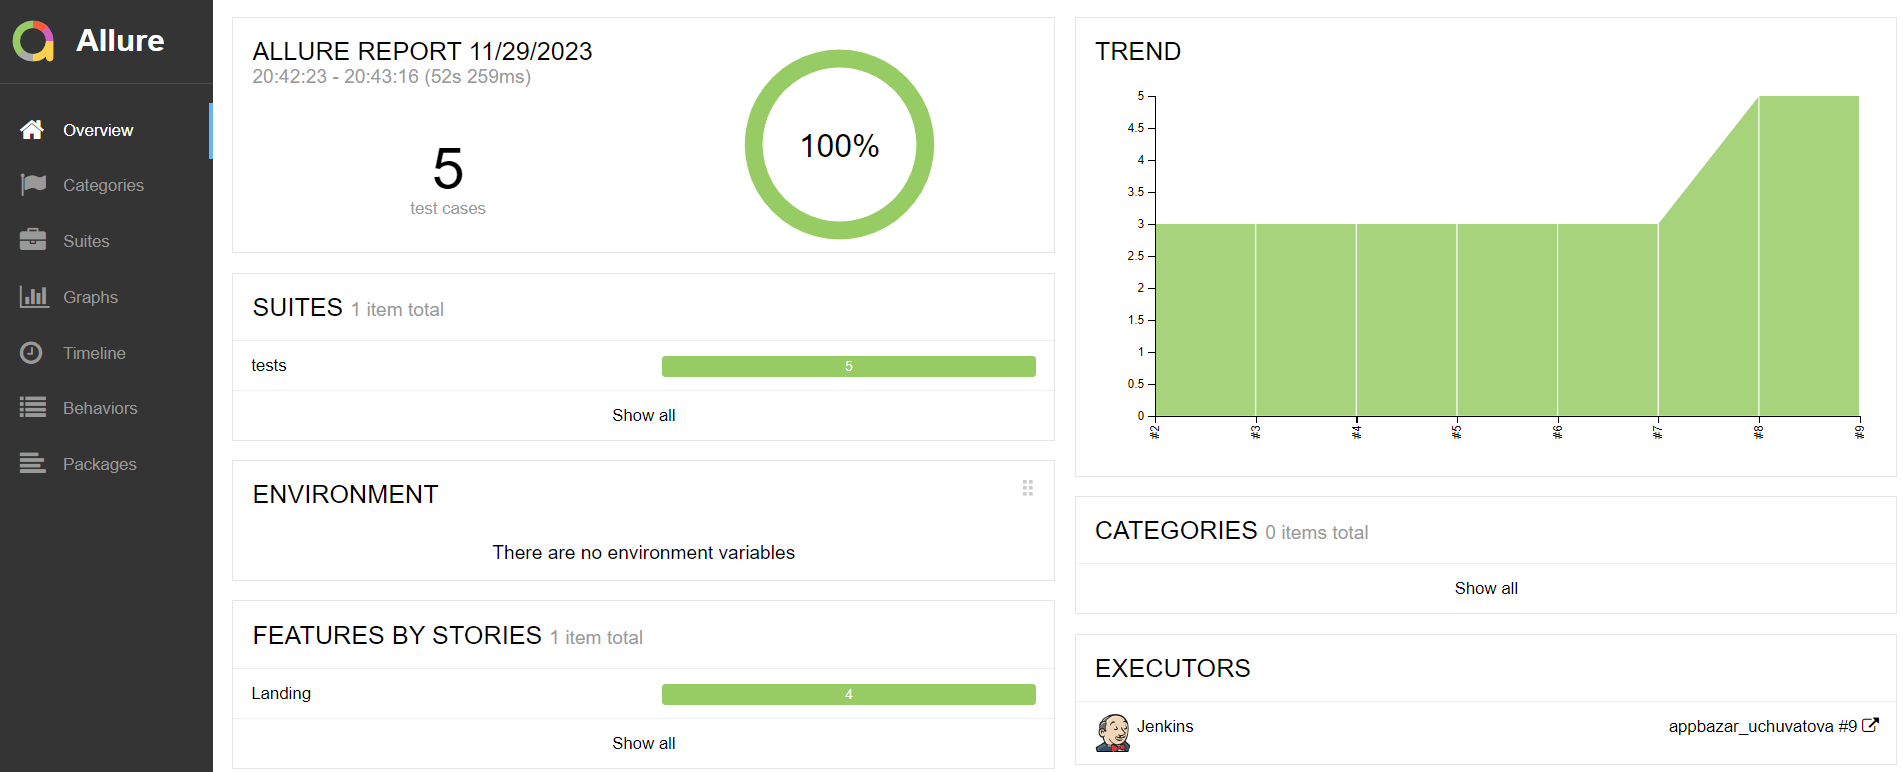 Allure
Overview
Categories
Suites
Graphs
Timeline
Behaviors
Packages
ALLURE REPORT 11/29/2023
20:42:23 - 20:43:16 (52s 259ms)
5
test cases
100%
SUITES 1 item total
tests 5
Show all
ENVIRONMENT
There are no environment variables
FEATURES BY STORIES 1 item total
Landing 4
Show all
TREND
5
4.5
4
3.5
3
2.5
2
1.5
1
0.5
0
#2 #3 #4 #5 #6 #7 #8 #9
CATEGORIES 0 items total
Show all
EXECUTORS
Jenkins appbazar_uchuvatova #9